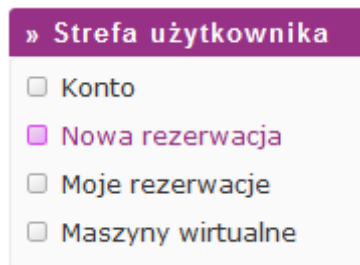 » Strefa użytkownika
Konto
Nowa rezerwacja
Moje rezerwacje
Maszyny wirtualne